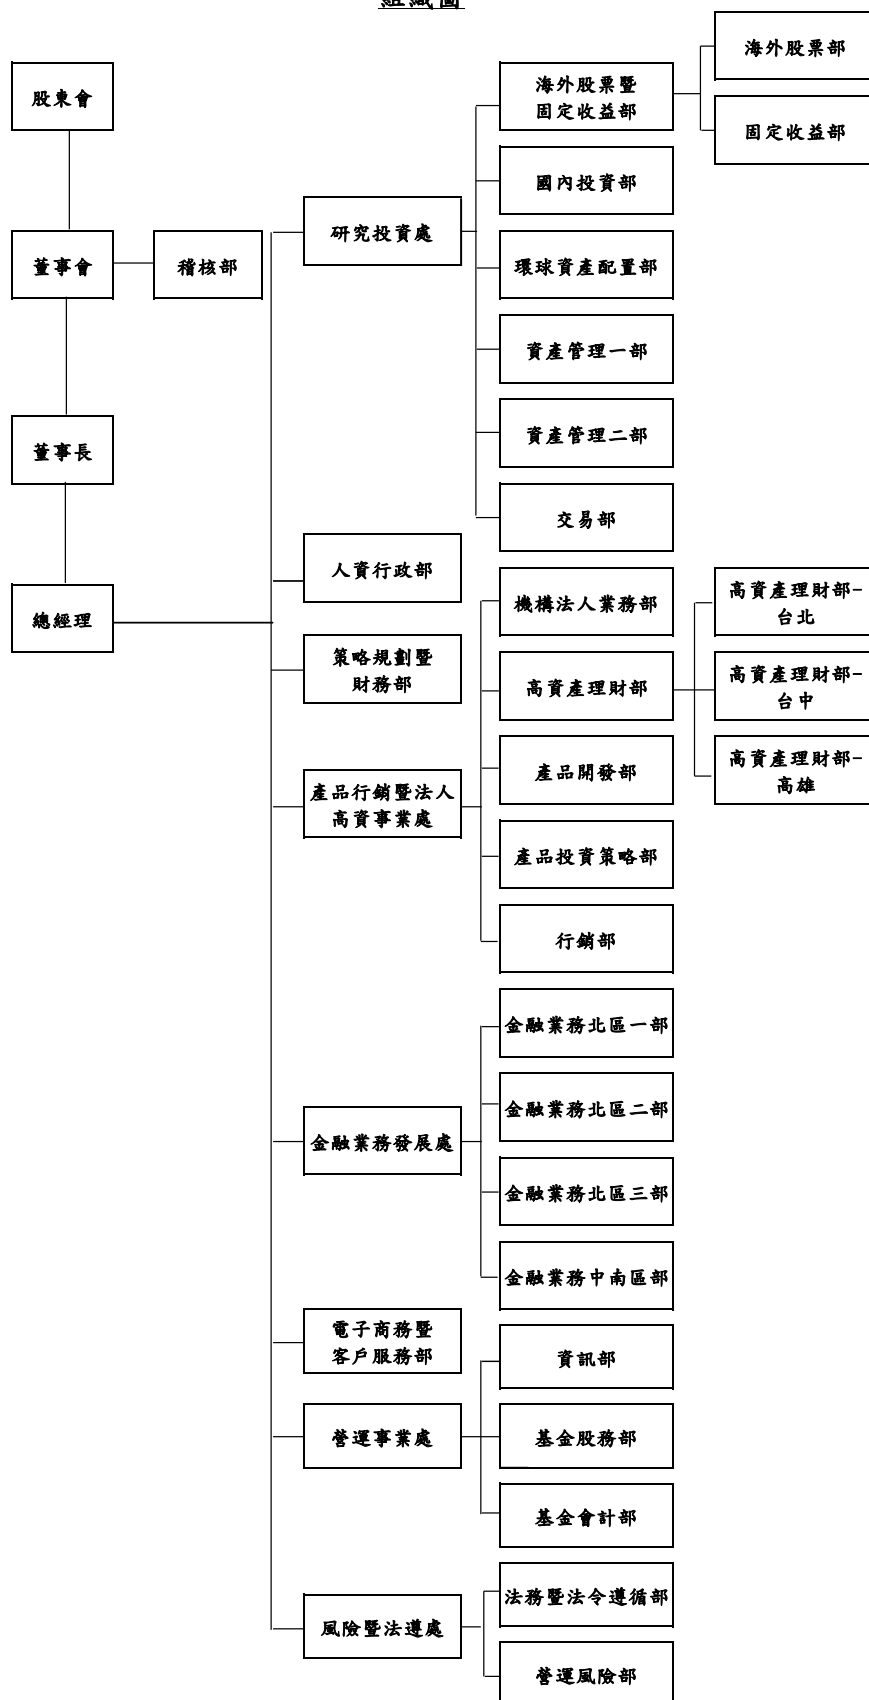 組織圖
股東會
董事會
稽核部
董事長
總經理
研究投資處
海外股票暨
固定收益部
海外股票部
固定收益部
國內投資部
環球資產配置部
資產管理一部
資產管理二部
交易部
人資行政部
策略規劃暨
財務部
產品行銷暨法人
高資事業處
機構法人業務部
高資產理財部
高資產理財部-
台北
高資產理財部-
台中
高資產理財部-
高雄
產品開發部
產品投資策略部
行銷部
金融業務發展處
金融業務北區一部
金融業務北區二部
金融業務北區三部
金融業務中南區部
電子商務暨
客戶服務部
營運事業處
資訊部
基金股務部
基金會計部
風險暨法遵處
法務暨法令遵循部
營運風險部